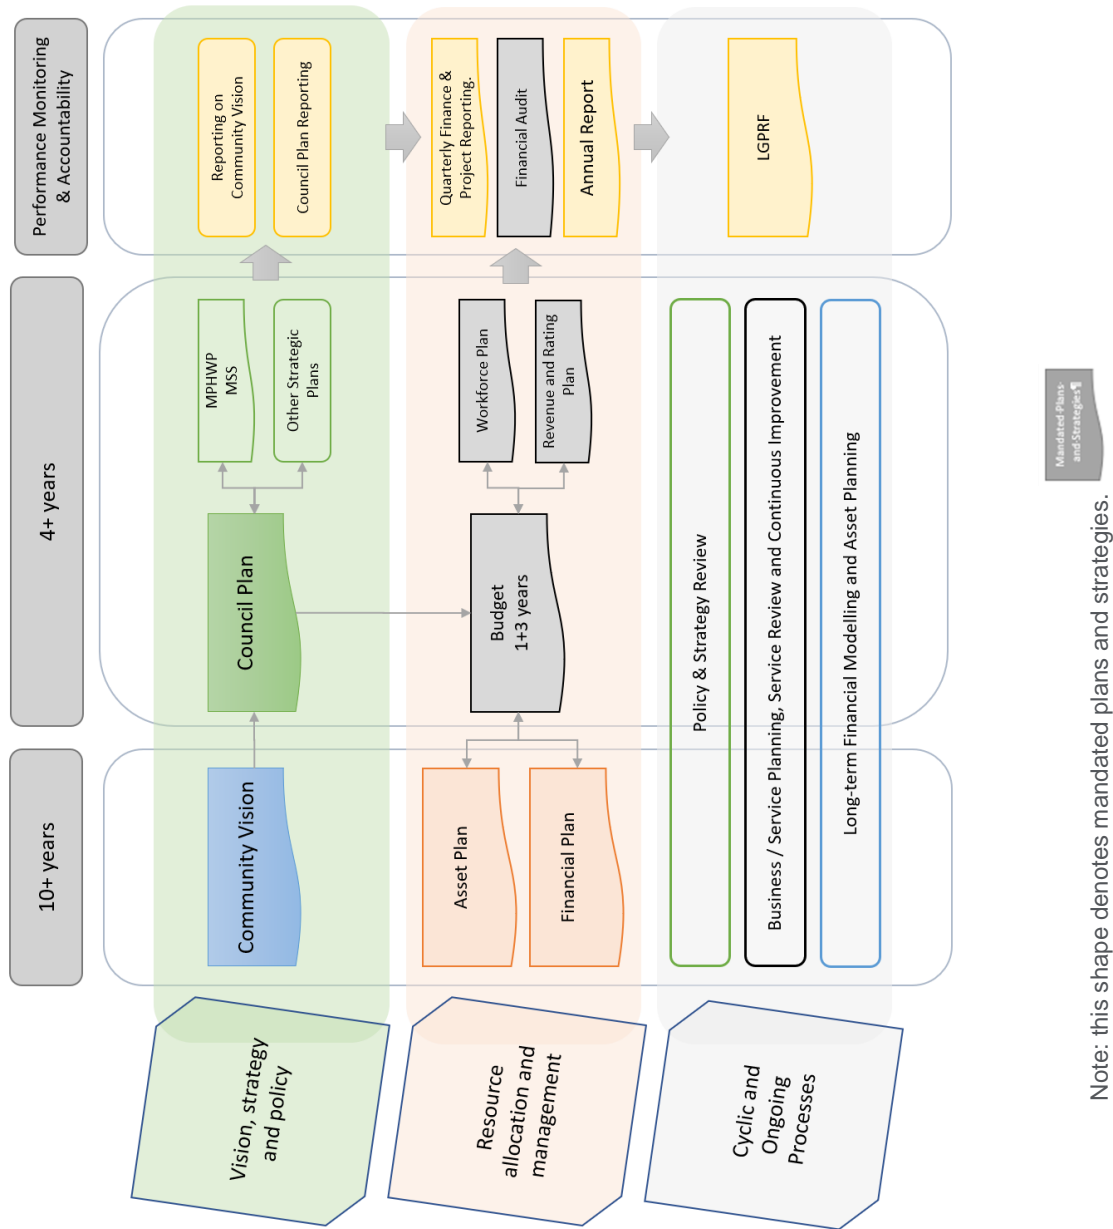 10+ years
4+ years
Performance Monitoring
& Accountability
Vision, strategy
and policy
Community Vision
Council Plan
MPHWP
MSS
Other Strategic
Plans
Reporting on
Community Vision
Council Plan Reporting
Resource
allocation and
management
Asset Plan
Financial Plan
Budget
1+3 years
Workforce Plan
Revenue and Rating
Plan
Quarterly Finance &
Project Reporting.
Financial Audit
Annual Report
Cyclic and
Ongoing
Processes
Policy & Strategy Review
Business / Service Planning, Service Review and Continuous Improvement
Long-term Financial Modelling and Asset Planning
LGPRF
Note: this shape denotes mandated plans and strategies.
Mandated·Plans·
and·Strategies¶